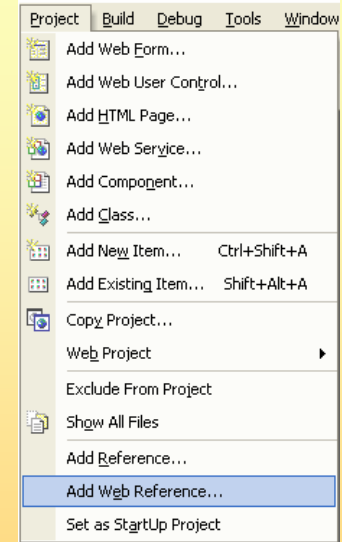 Project Build Debug Tools Window
Add Web Form...
Add Web User Control...
Add HTML Page...
Add Web Service...
Add Component...
Add Class...
Add New Item... Ctrl+Shift+A
Add Existing Item... Shift+Alt+A
Copy Project...
Web Project
Exclude From Project
Show All Files
Add Reference...
Add Web Reference...
Set as StartUp Project